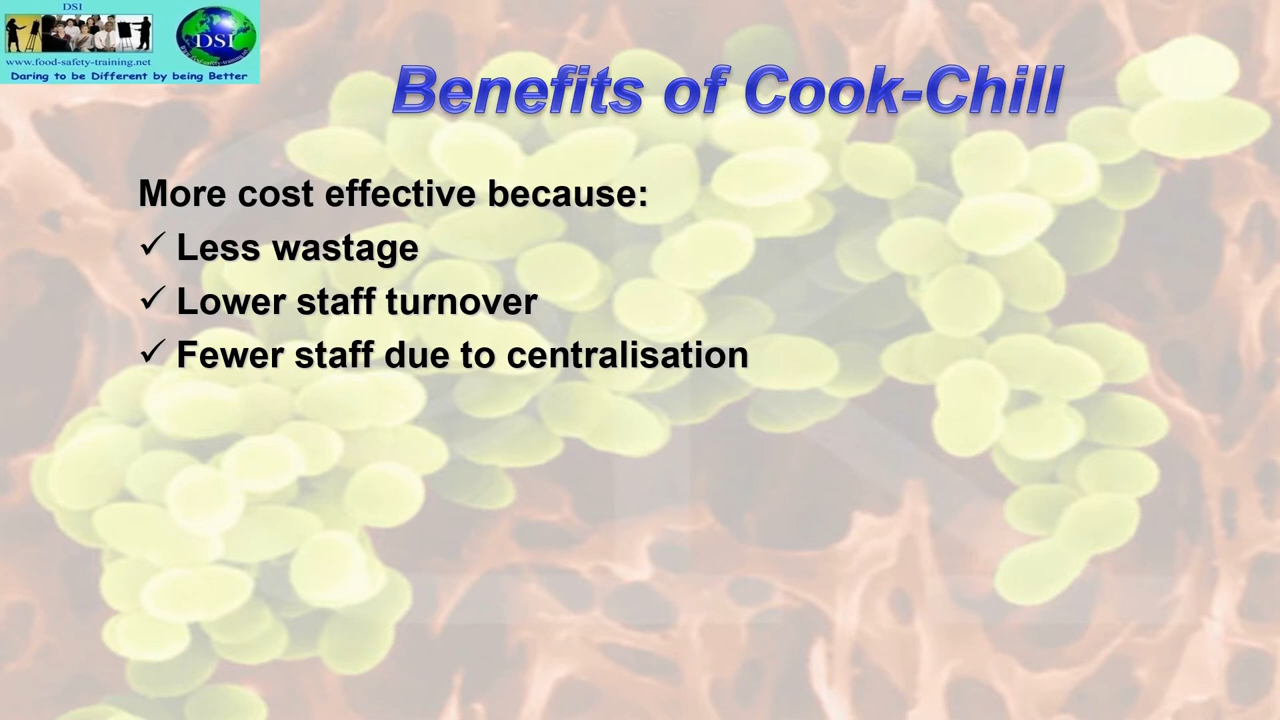 DSI
DSI
www.food-safety-training.net
Daring to be Different by being Better
Benefits of Cook-Chill
More cost effective because:
✓ Less wastage
✓ Lower staff turnover
✓ Fewer staff due to centralisation